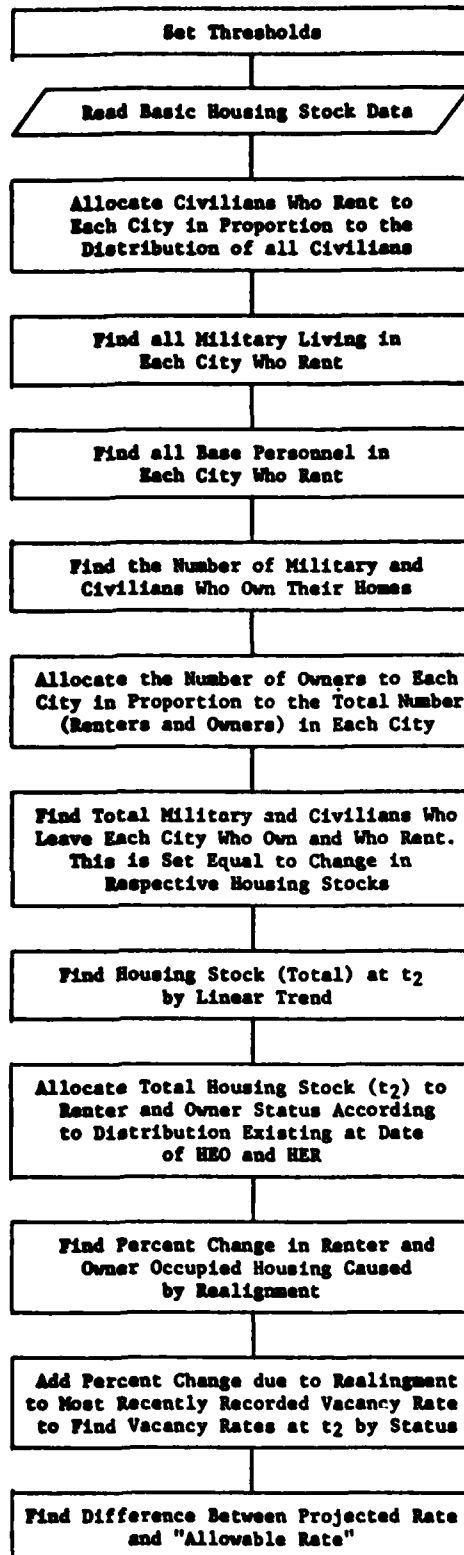 Set Thresholds
Read Basic Housing Stock Data
Allocate Civilians Who Rent to
Each City in Proportion to the
Distribution of all Civilians
Find all Military Living in
Each City Who Rent
Find all Base Personnel in
Each City Who Rent
Find the Number of Military and
Civilians Who Own Their Homes
Allocate the Number of Owners to Each
City in Proportion to the Total Number
(Renters and Owners) in Each City
Find Total Military and Civilians Who
Leave Each City Who Own and Who Rent.
This is Set Equal to Change in
Respective Housing Stocks
Find Housing Stock (Total) at t2
by Linear Trend
Allocate Total Housing Stock (t2) to
Renter and Owner Status According
to Distribution Existing at Date
of HEO and HER
Find Percent Change in Renter and
Owner Occupied Housing Caused
by Realignment
Add Percent Change due to Realingment
to Most Recently Recorded Vacancy Rate
to Find Vacancy Rates at t2 by Status
Find Difference Between Projected Rate
and "Allowable Rate"